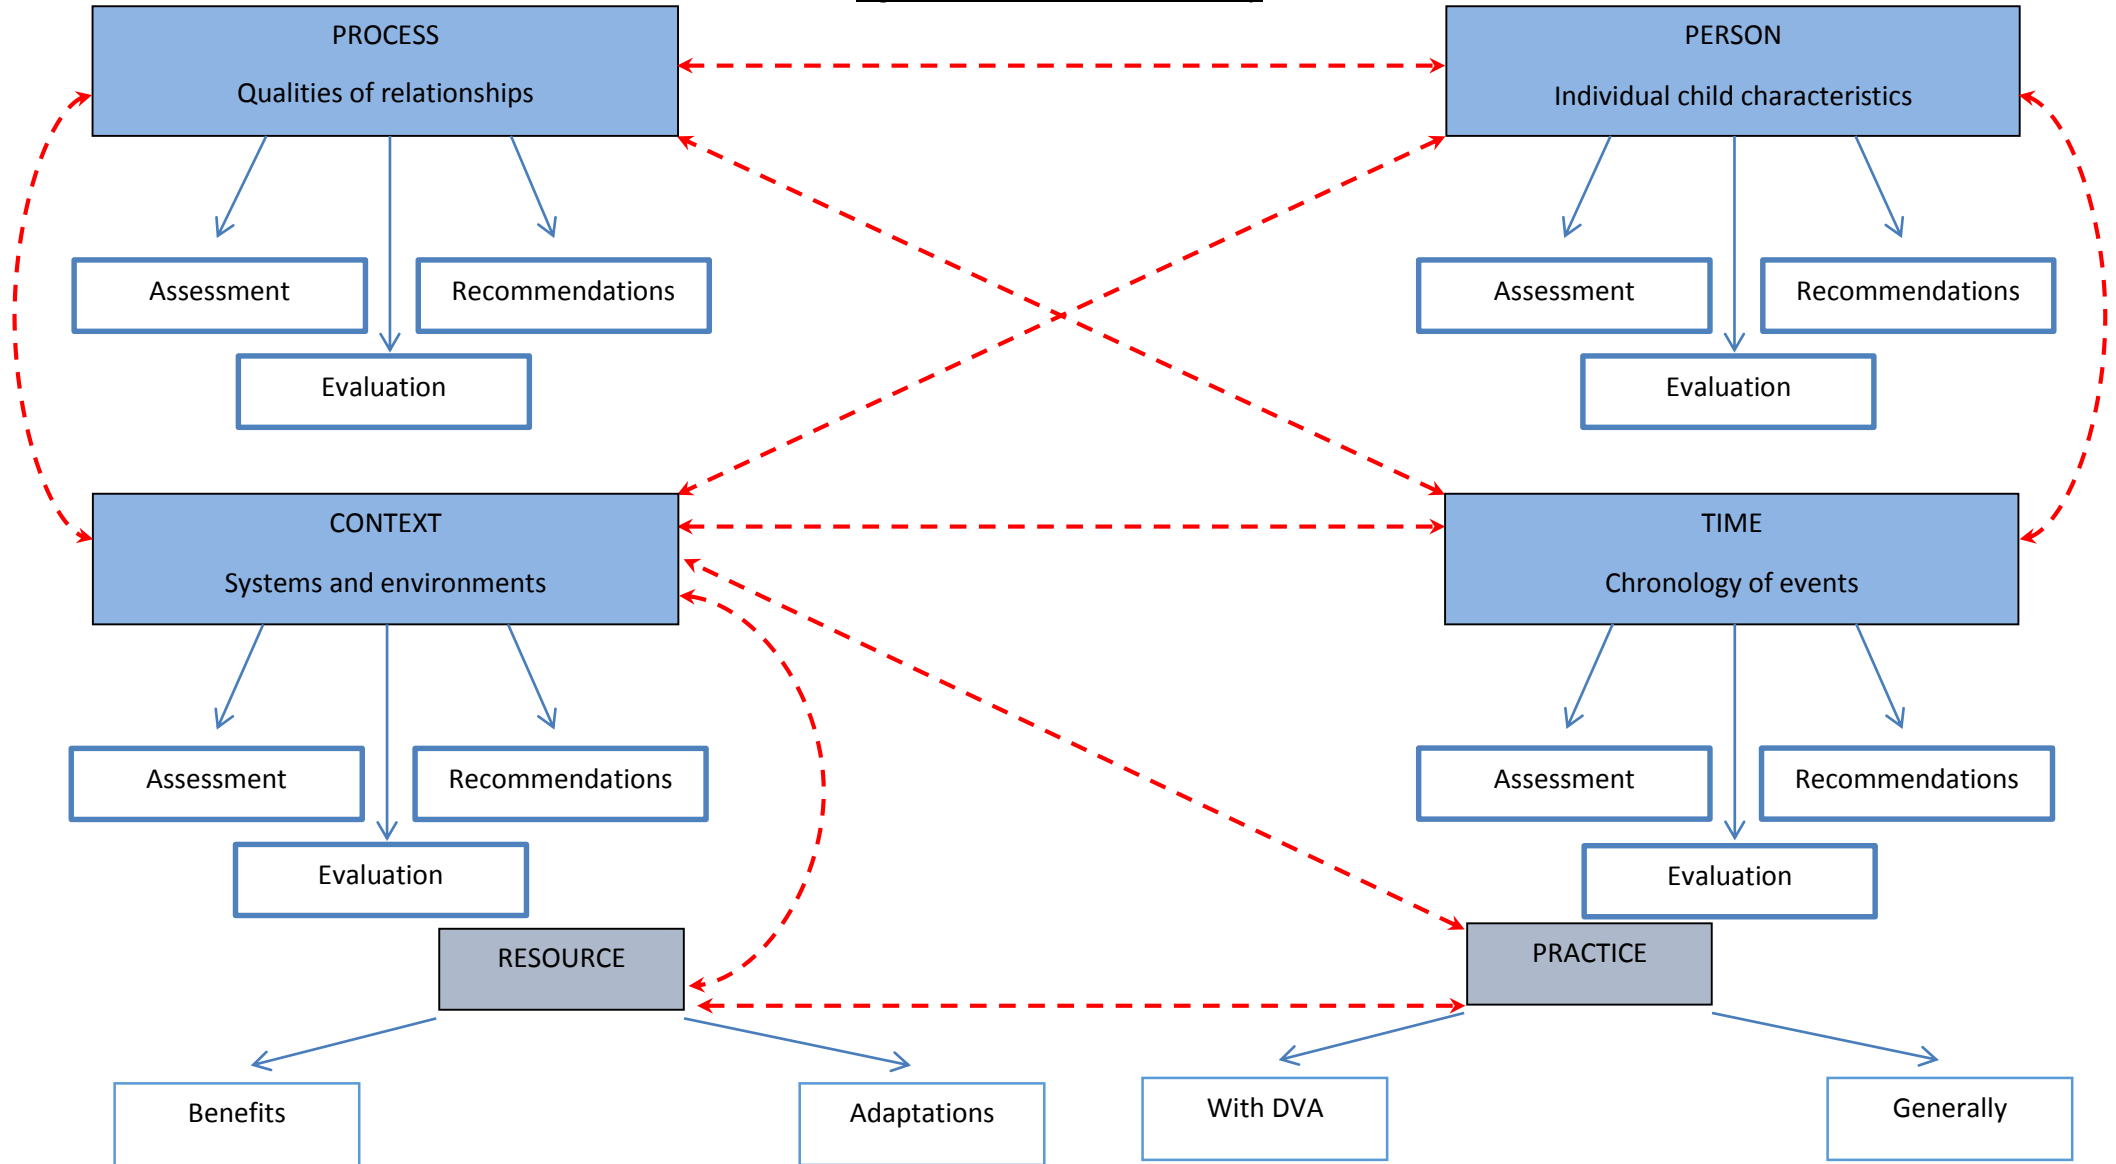 PROCESS
Qualities of relationships
PERSON
Individual child characteristics
Assessment
Recommendations
Evaluation
Assessment
Recommendations
Evaluation
CONTEXT
Systems and environments
TIME
Chronology of events
Assessment
Recommendations
Evaluation
Assessment
Recommendations
Evaluation
RESOURCE
PRACTICE
Benefits
Adaptations
With DVA
Generally